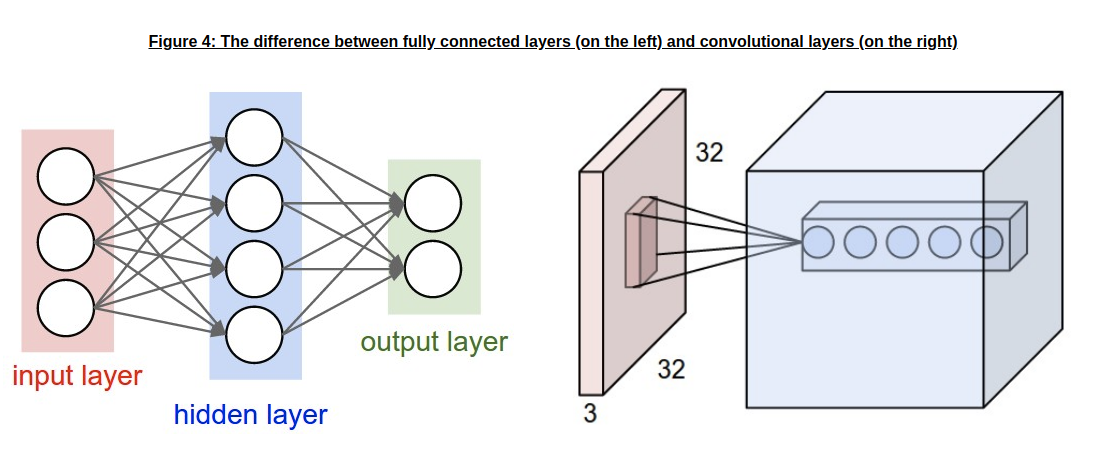 Figure 4: The difference between fully connected layers (on the left) and convolutional layers (on the right)
input layer
hidden layer
output layer
32
32
3